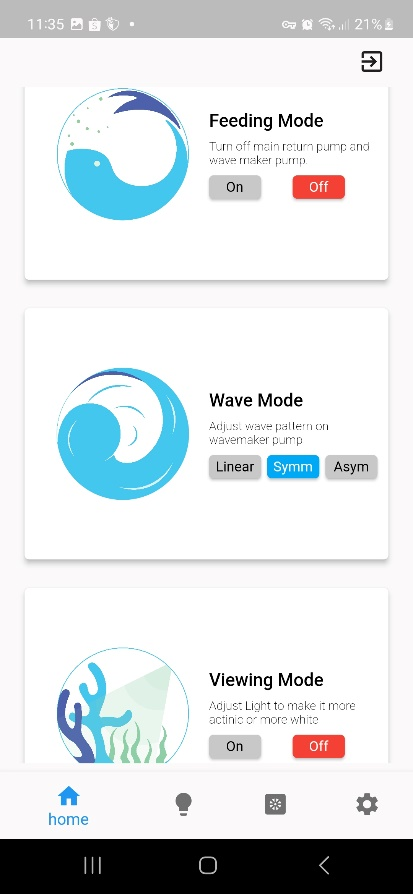 11:35 21%
Feeding Mode
Turn off main return pump and
wave maker pump.
On Off
Wave Mode
Adjust wave pattern on
wavemaker pump
Linear Symm Asym
Viewing Mode
Adjust Light to make it more
actinic or more white
On Off
home